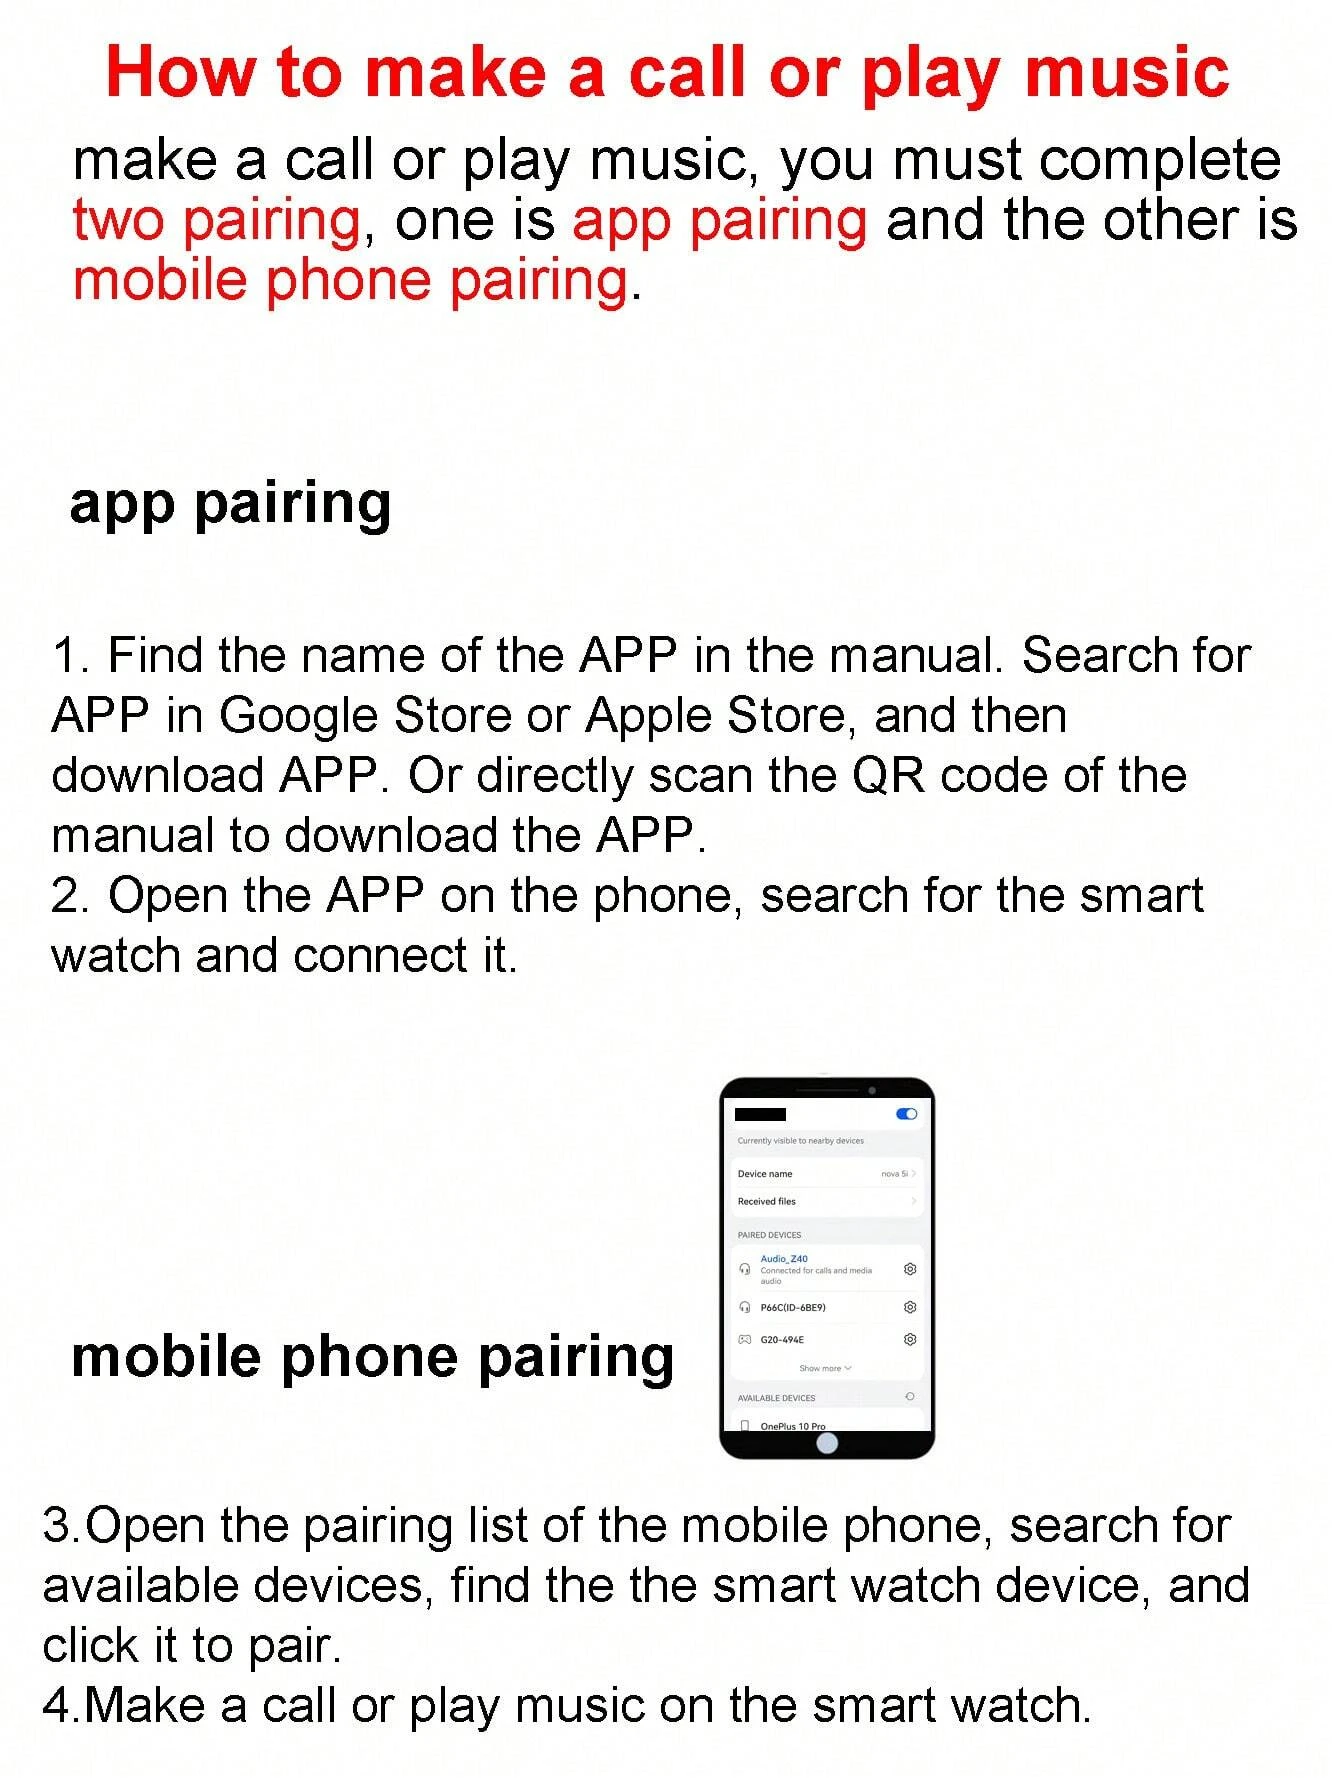 How to make a call or play music
make a call or play music, you must complete
two pairing, one is app pairing and the other is
mobile phone pairing.
app pairing
1. Find the name of the APP in the manual. Search for
APP in Google Store or Apple Store, and then
download APP. Or directly scan the QR code of the
manual to download the APP.
2. Open the APP on the phone, search for the smart
watch and connect it.
Currently visible to nearby devices
Device name nova 5i
Received files
PAIRED DEVICES
Audio_Z40
Connected for calls and media
audio
P66C(ID-6BE9)
G20-494E
Show more
AVAILABLE DEVICES
OnePlus 10 Pro
mobile phone pairing
3.Open the pairing list of the mobile phone, search for
available devices, find the the smart watch device, and
click it to pair.
4.Make a call or play music on the smart watch.